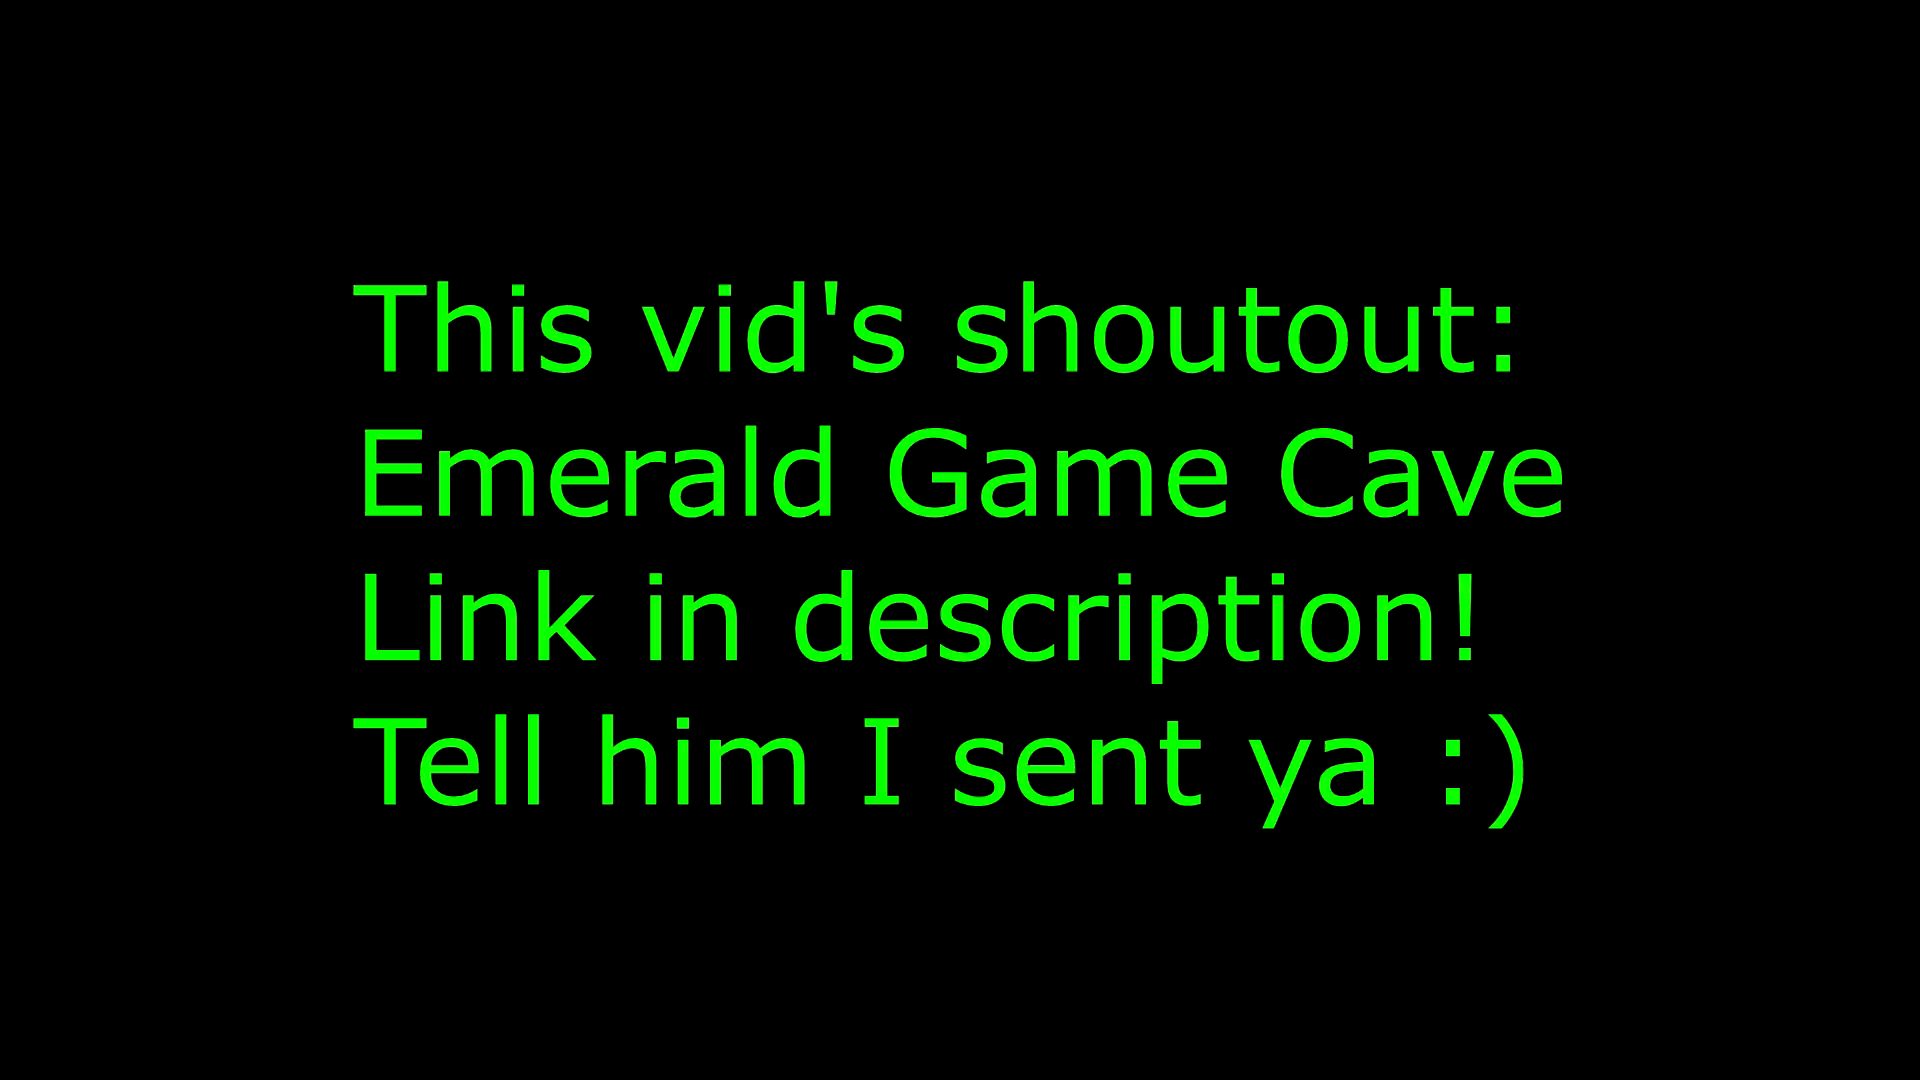 This vid's shoutout:
Emerald Game Cave
Link in description!
Tell him I sent ya :)